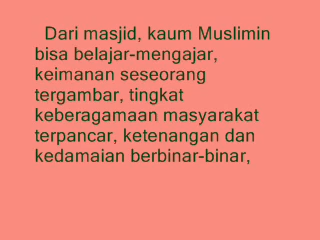 Dari masjid, kaum Muslimin
bisa belajar-mengajar,
keimanan seseorang
tergambar, tingkat
keberagamaan masyarakat
terpancar, ketenangan dan
kedamaian berbinar-binar,